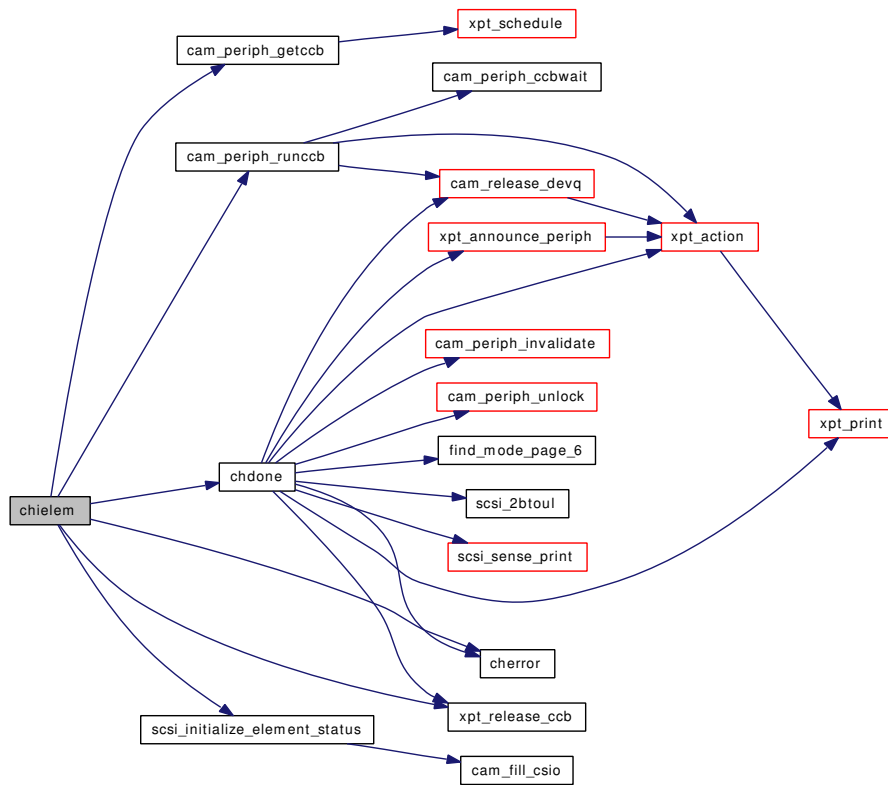 xpt_schedule
cam_periph_getccb
cam_periph_ccbwait
cam_periph_runccb
cam_release_devq
xpt_announce_periph
xpt_action
cam_periph_invalidate
cam_periph_unlock
xpt_print
find_mode_page_6
chdone
scsi_2btoul
chielem
scsi_sense_print
cherror
xpt_release_ccb
scsi_initialize_element_status
cam_fill_csio